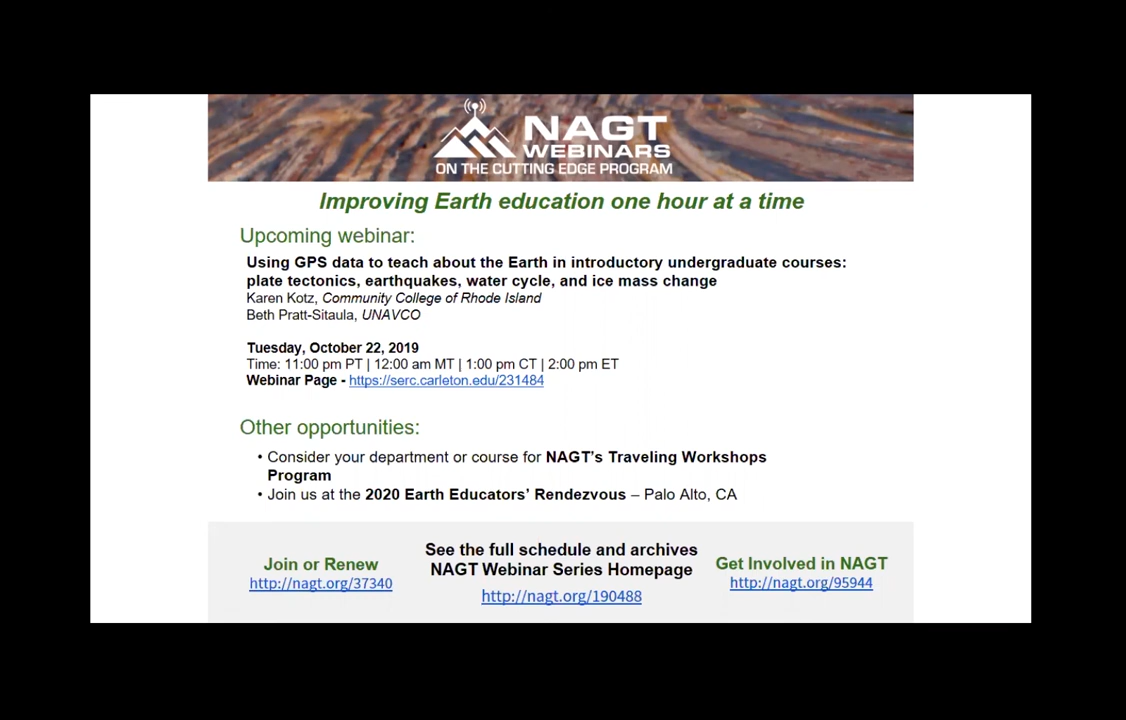 NAGT
WEBINARS
ON THE CUTTING EDGE PROGRAM
Improving Earth education one hour at a time
Upcoming webinar:
Using GPS data to teach about the Earth in introductory undergraduate courses:
plate tectonics, earthquakes, water cycle, and ice mass change
Karen Kotz, Community College of Rhode Island
Beth Pratt-Sitaula, UNAVCO
Tuesday, October 22, 2019
Time: 11:00 pm PT | 12:00 am MT | 1:00 pm CT | 2:00 pm ET
Webinar Page - https://serc.carleton.edu/231484
Other opportunities:
• Consider your department or course for NAGT's Traveling Workshops
Program
• Join us at the 2020 Earth Educators' Rendezvous – Palo Alto, CA
Join or Renew
http://nagt.org/37340
See the full schedule and archives
NAGT Webinar Series Homepage
http://nagt.org/190488
Get Involved in NAGT
http://nagt.org/95944